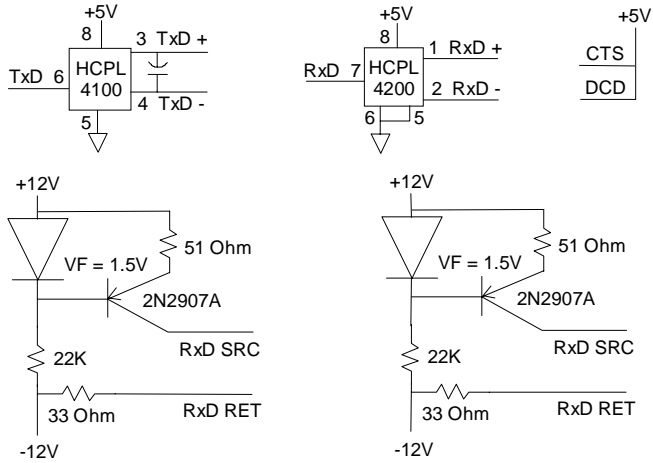 +5V
8
3 TxD +
TxD 6
HCPL
4100
4 TxD -
5
+5V
8
1 RxD +
RxD 7
HCPL
4200
2 RxD -
6 5
+5V
CTS
DCD
+12V
51 Ohm
VF = 1.5V
2N2907A
RxD SRC
22K
RxD RET
33 Ohm
-12V
+12V
51 Ohm
VF = 1.5V
2N2907A
RxD SRC
22K
RxD RET
33 Ohm
-12V